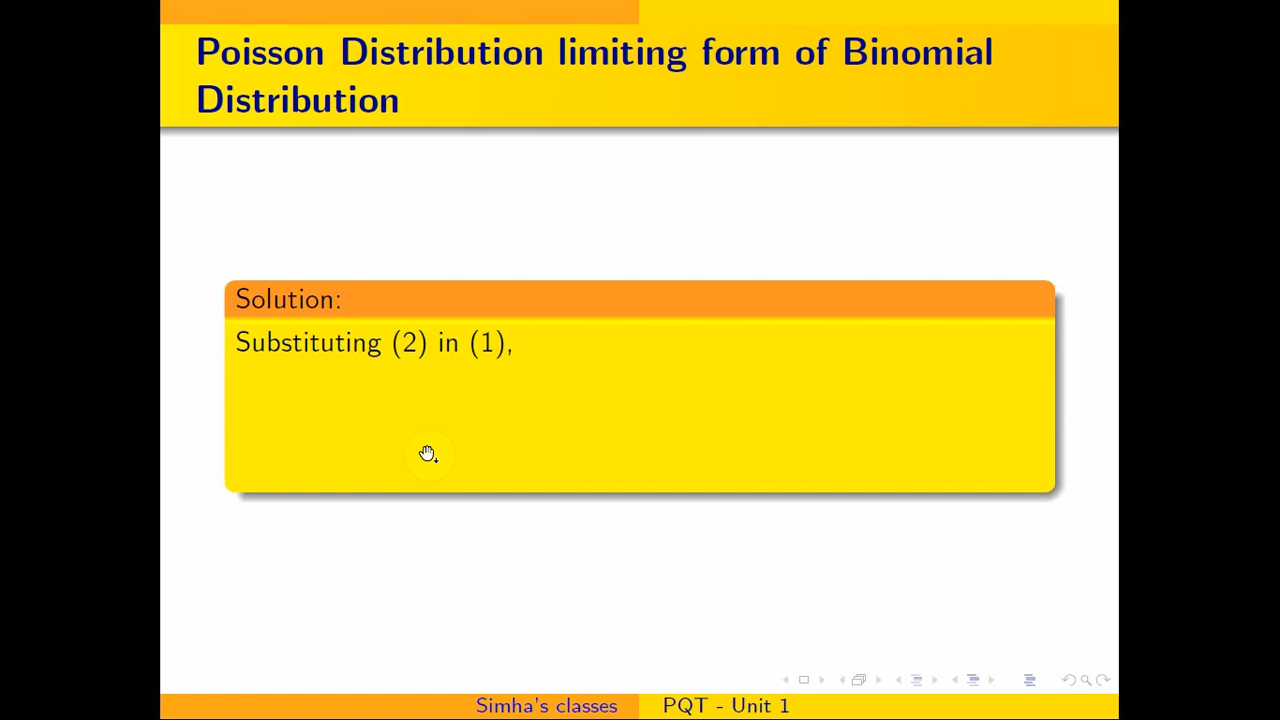 Poisson Distribution limiting form of Binomial
Distribution
Solution:
Substituting (2) in (1),
Simha's classes
PQT - Unit 1